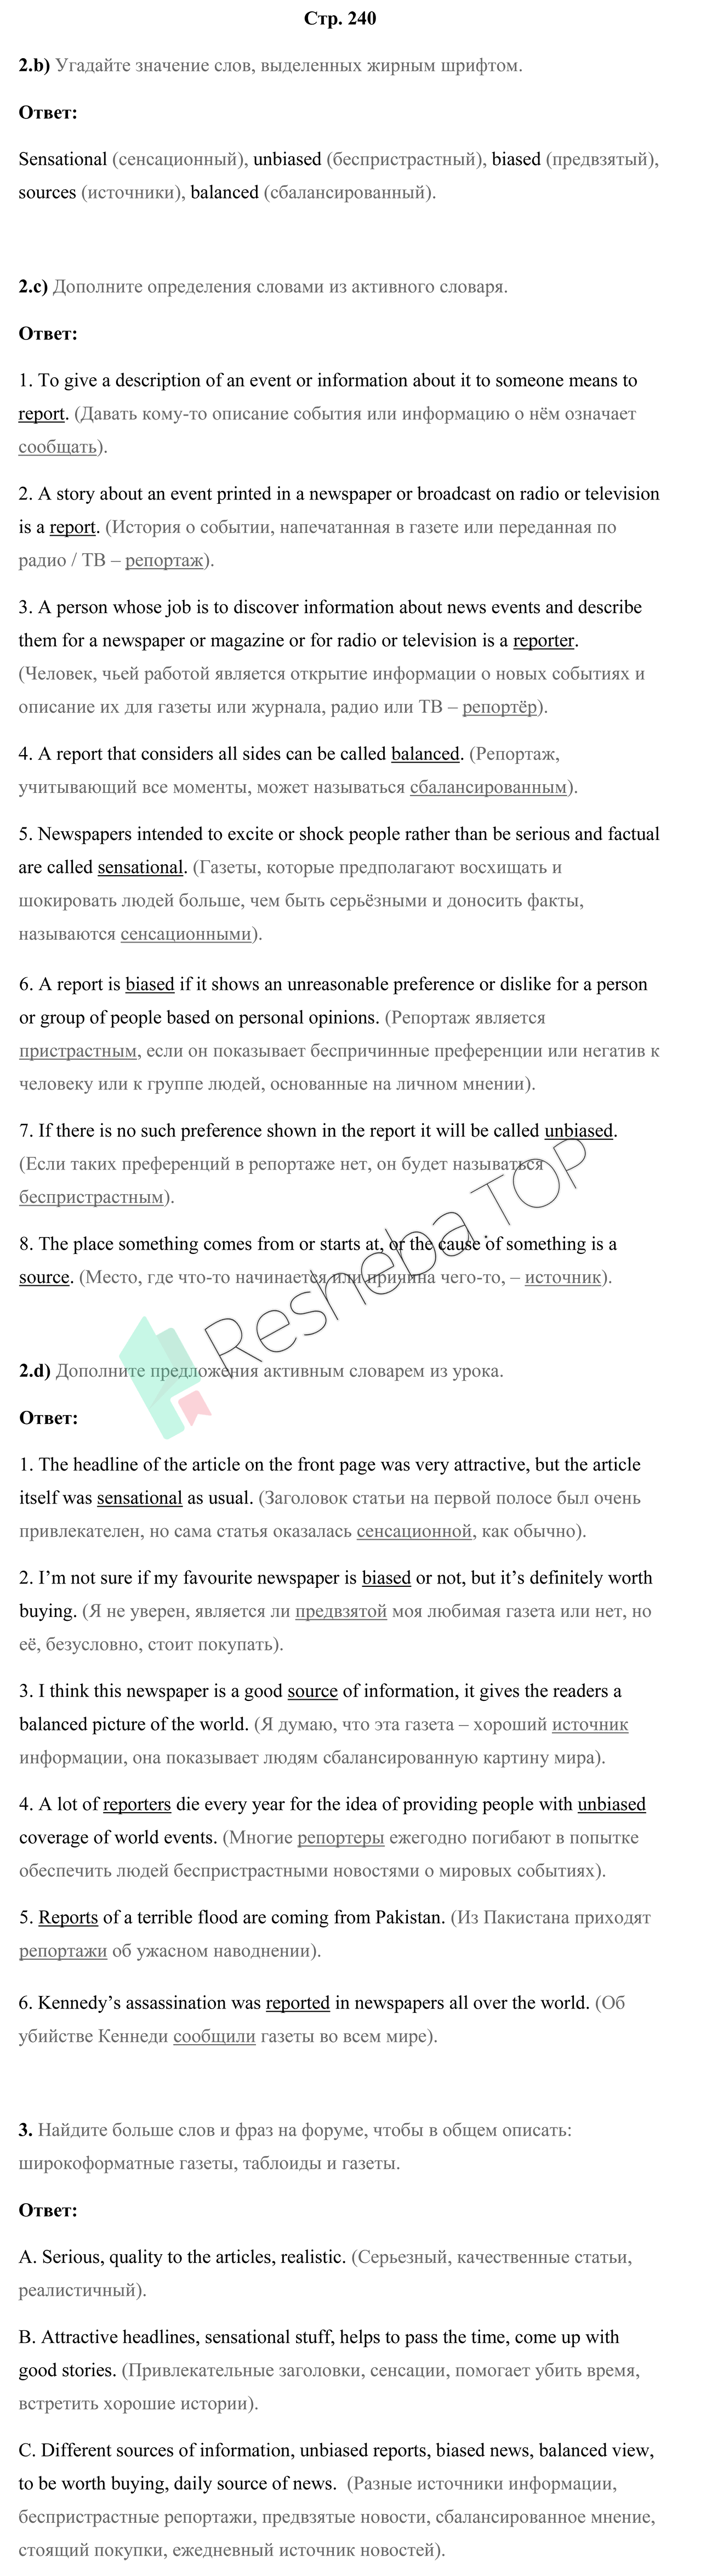 Стр. 240
2.b) Угадайте значение слов, выделенных жирным шрифтом.
Ответ:
Sensational (сенсационный), unbiased (беспристрастный), biased (предвзятый),
sources (источники), balanced (сбалансированный).
2.c) Дополните определения словами из активного словаря.
Ответ:
1. To give a description of an event or information about it to someone means to
report. (Давать кому-то описание события или информацию о нём означает
сообщать).
2. A story about an event printed in a newspaper or broadcast on radio or television
is a report. (История о событии, напечатанная в газете или переданная по
радио / ТВ – репортаж).
3. A person whose job is to discover information about news events and describe
them for a newspaper or magazine or for radio or television is a reporter.
(Человек, чьей работой является открытие информации о новых событиях и
описание их для газеты или журнала, радио или ТВ – репортёр).
4. A report that considers all sides can be called balanced. (Репортаж,
учитывающий все моменты, может называться сбалансированным).
5. Newspapers intended to excite or shock people rather than be serious and factual
are called sensational. (Газеты, которые предполагают восхищать и
шокировать людей больше, чем быть серьёзными и доносить факты,
называются сенсационными).
6. A report is biased if it shows an unreasonable preference or dislike for a person
or group of people based on personal opinions. (Репортаж является
пристрастным, если он показывает беспричинные преференции или негатив к
человеку или к группе людей, основанные на личном мнении).
7. If there is no such preference shown in the report it will be called unbiased.
(Если таких преференций в репортаже нет, он будет называться
беспристрастным).
8. The place something comes from or starts at, or the cause of something is a
source. (Место, где что-то начинается или причина чего-то, – источник).
Resheba TOP
2.d) Дополните предложения активным словарем из урока.
Ответ:
1. The headline of the article on the front page was very attractive, but the article
itself was sensational as usual. (Заголовок статьи на первой полосе был очень
привлекателен, но сама статья оказалась сенсационной, как обычно).
2. I’m not sure if my favourite newspaper is biased or not, but it’s definitely worth
buying. (Я не уверен, является ли предвзятой моя любимая газета или нет, но
её, безусловно, стоит покупать).
3. I think this newspaper is a good source of information, it gives the readers a
balanced picture of the world. (Я думаю, что эта газета – хороший источник
информации, она показывает людям сбалансированную картину мира).
4. A lot of reporters die every year for the idea of providing people with unbiased
coverage of world events. (Многие репортеры ежегодно погибают в попытке
обеспечить людей беспристрастными новостями о мировых событиях).
5. Reports of a terrible flood are coming from Pakistan. (Из Пакистана приходят
репортажи об ужасном наводнении).
6. Kennedy’s assassination was reported in newspapers all over the world. (Об
убийстве Кеннеди сообщили газеты во всем мире).
3. Найдите больше слов и фраз на форуме, чтобы в общем описать:
широкоформатные газеты, таблоиды и газеты.
Ответ:
A. Serious, quality to the articles, realistic. (Серьезный, качественные статьи,
реалистичный).
B. Attractive headlines, sensational stuff, helps to pass the time, come up with
good stories. (Привлекательные заголовки, сенсации, помогает убить время,
встретить хорошие истории).
C. Different sources of information, unbiased reports, biased news, balanced view,
to be worth buying, daily source of news. (Разные источники информации,
беспристрастные репортажи, предвзятые новости, сбалансированное мнение,
стоящий покупки, ежедневный источник новостей).